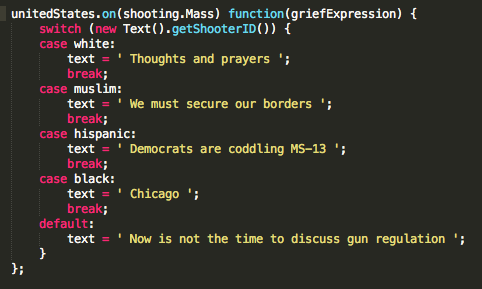 unitedStates.on(shooting.Mass) function(griefExpression) {
switch (new Text().getShooterID()) {
case white:
text = ' Thoughts and prayers ';
break;
case muslim:
text = ' We must secure our borders ';
break;
case hispanic:
text = ' Democrats are coddling MS-13 ';
break;
case black:
text = ' Chicago ';
break;
default:
text = ' Now is not the time to discuss gun regulation ';
}
};